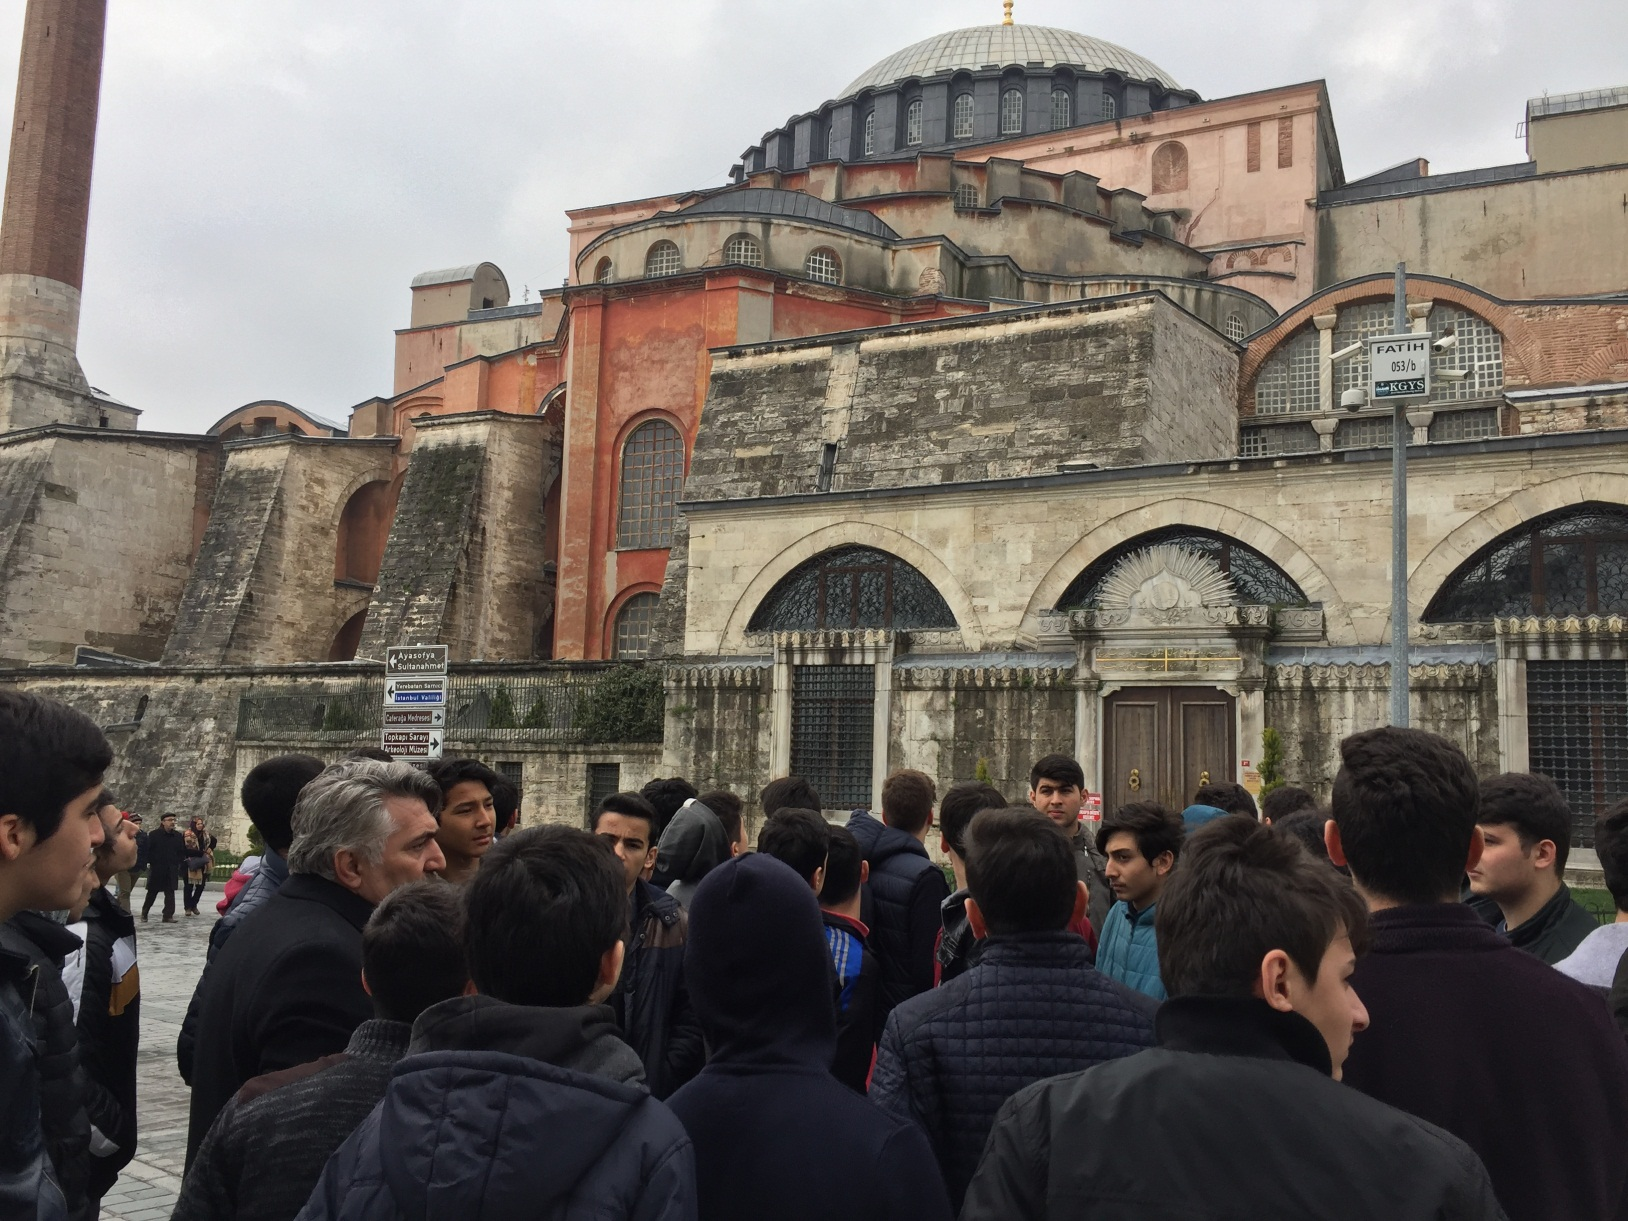 FATİH
053/b
KGYS
Ayasofya
Sultanahmet
Yerebatan Sarnıcı
İstanbul Valiliği
Caferağa Medresesi
Topkapı Sarayı
Arkeoloji Müzesi